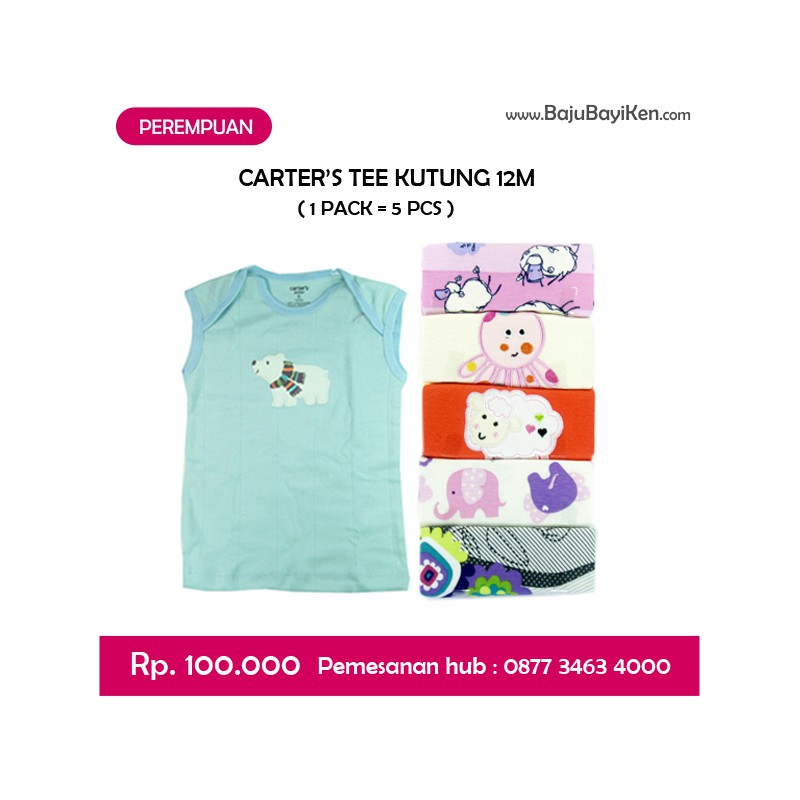 PEREMPUAN
www.BajuBayiKen.com
CARTER'S TEE KUTUNG 12M
( 1 PACK = 5 PCS )
carter's
Rp. 100.000 Pemesanan hub : 0877 3463 4000